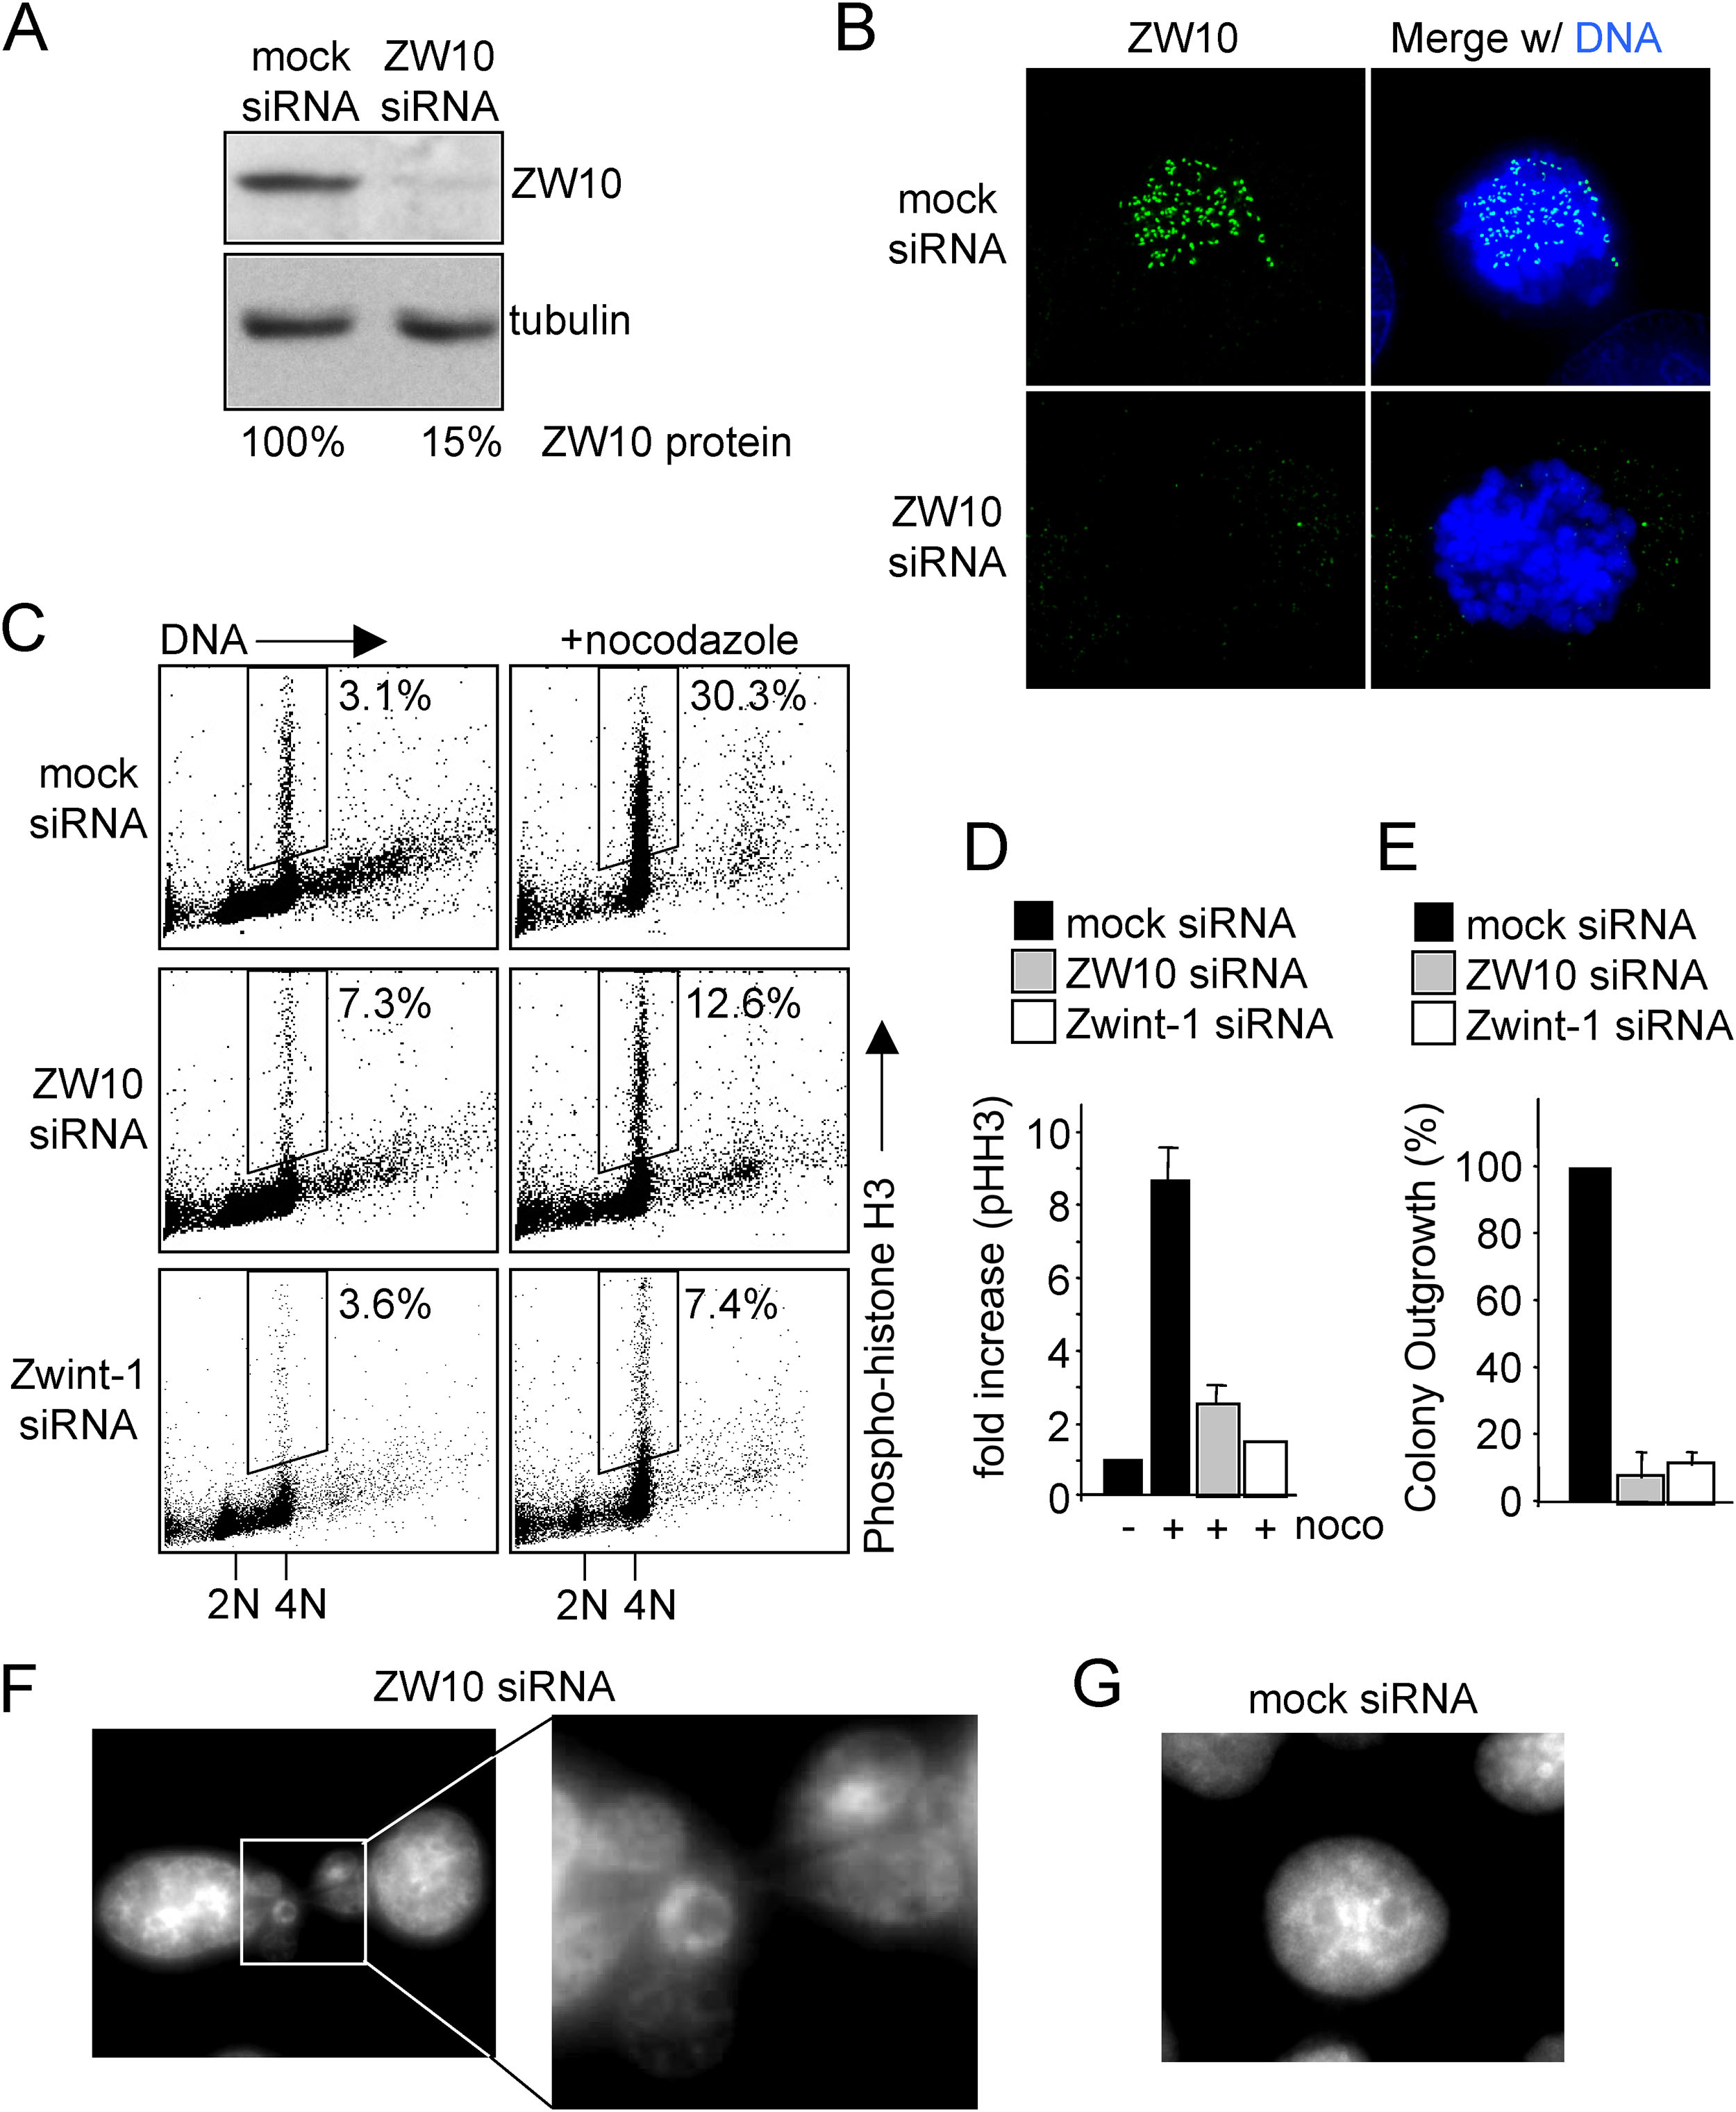 A
mock siRNA
ZW10 siRNA
ZW10
tubulin
100% 15% ZW10 protein
B
ZW10
Merge w/ DNA
mock siRNA
ZW10 siRNA
C
DNA
+nocodazole
mock siRNA
3.1%
30.3%
ZW10 siRNA
7.3%
12.6%
Zwint-1 siRNA
3.6%
7.4%
2N 4N
2N 4N
Phospho-histone H3
D
mock siRNA
ZW10 siRNA
Zwint-1 siRNA
fold increase (pHH3)
10
8
6
4
2
0
- + + + noco
E
mock siRNA
ZW10 siRNA
Zwint-1 siRNA
Colony Outgrowth (%)
100
80
60
40
20
0
F
ZW10 siRNA
G
mock siRNA